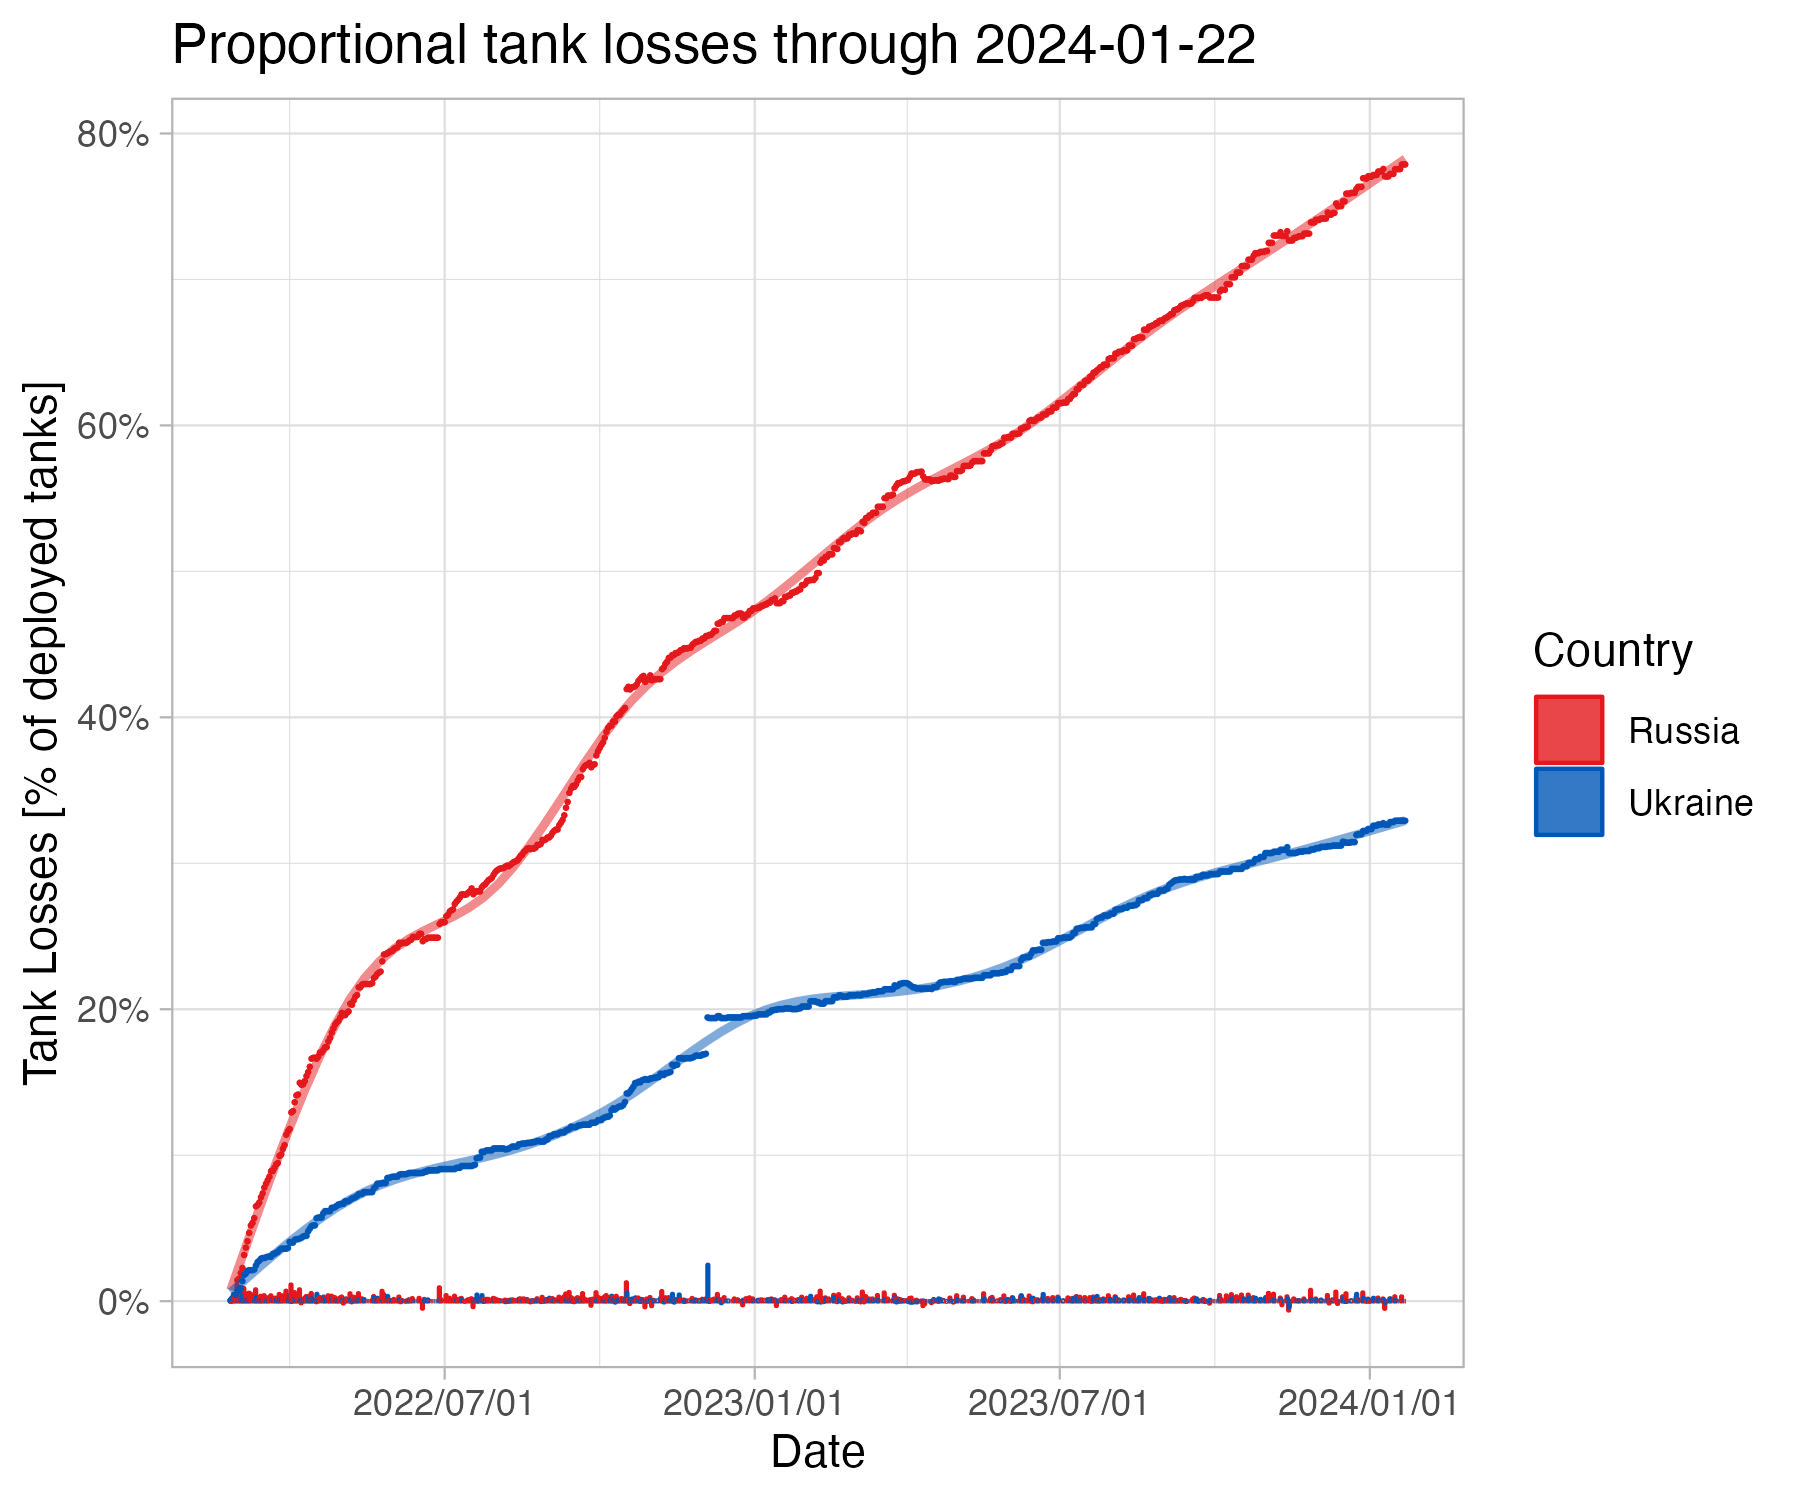 Proportional tank losses through 2024-01-22
Tank Losses [% of deployed tanks]
80%
60%
40%
20%
0%
2022/07/01
2023/01/01
2023/07/01
2024/01/01
Date
Country
Russia
Ukraine